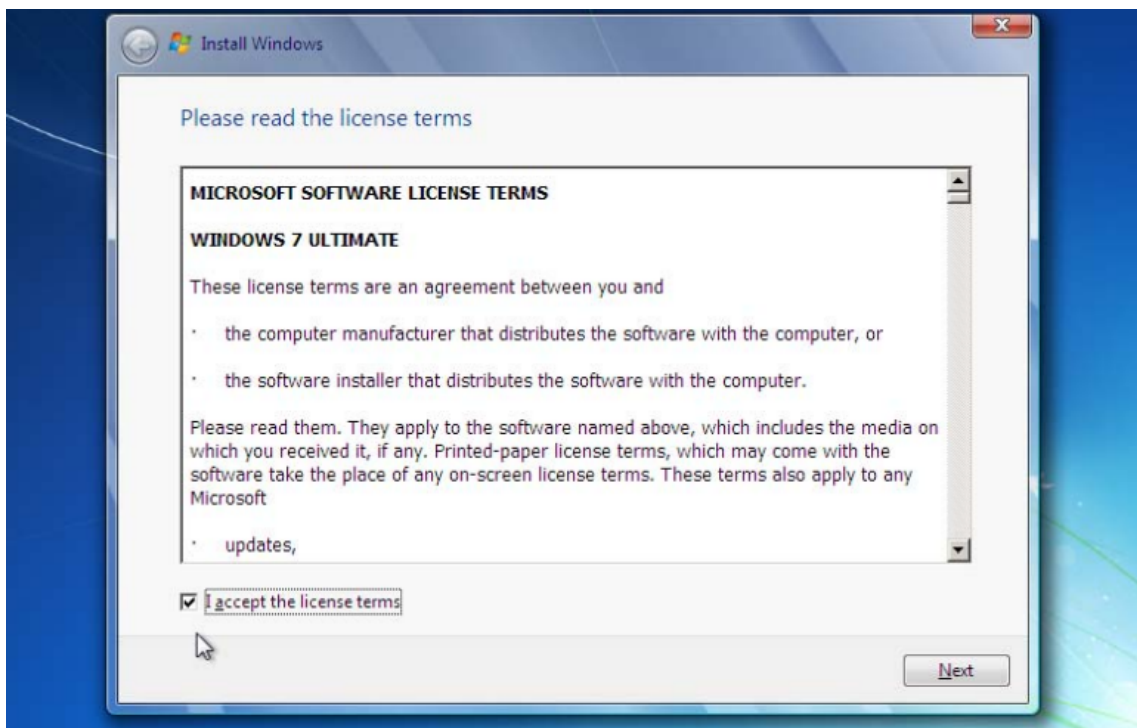 Install Windows
Please read the license terms
MICROSOFT SOFTWARE LICENSE TERMS
WINDOWS 7 ULTIMATE
These license terms are an agreement between you and
· the computer manufacturer that distributes the software with the computer, or
· the software installer that distributes the software with the computer.
Please read them. They apply to the software named above, which includes the media on
which you received it, if any. Printed-paper license terms, which may come with the
software take the place of any on-screen license terms. These terms also apply to any
Microsoft
· updates,
I accept the license terms
Next